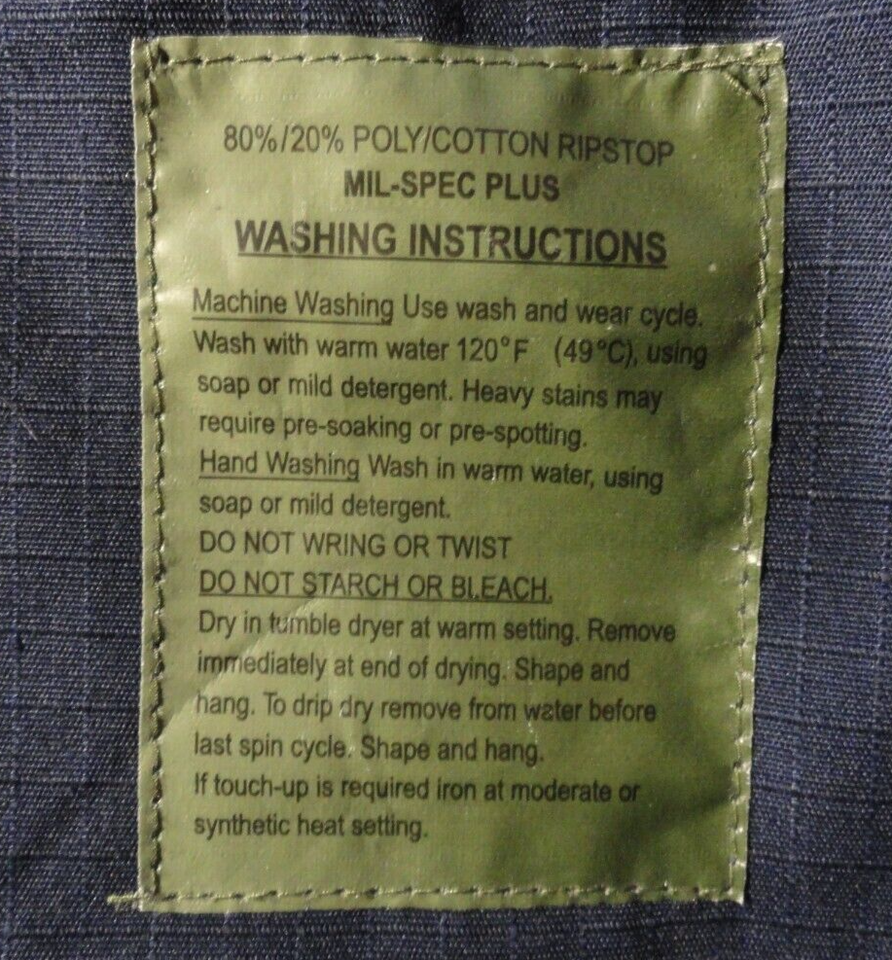 80%/20% POLY/COTTON RIPSTOP
MIL-SPEC PLUS
WASHING INSTRUCTIONS
Machine Washing Use wash and wear cycle.
Wash with warm water 120°F (49°C), using
soap or mild detergent. Heavy stains may
require pre-soaking or pre-spotting.
Hand Washing Wash in warm water, using
soap or mild detergent.
DO NOT WRING OR TWIST
DO NOT STARCH OR BLEACH.
Dry in tumble dryer at warm setting. Remove
immediately at end of drying. Shape and
hang. To drip dry remove from water before
last spin cycle. Shape and hang.
If touch-up is required iron at moderate or
synthetic heat setting.